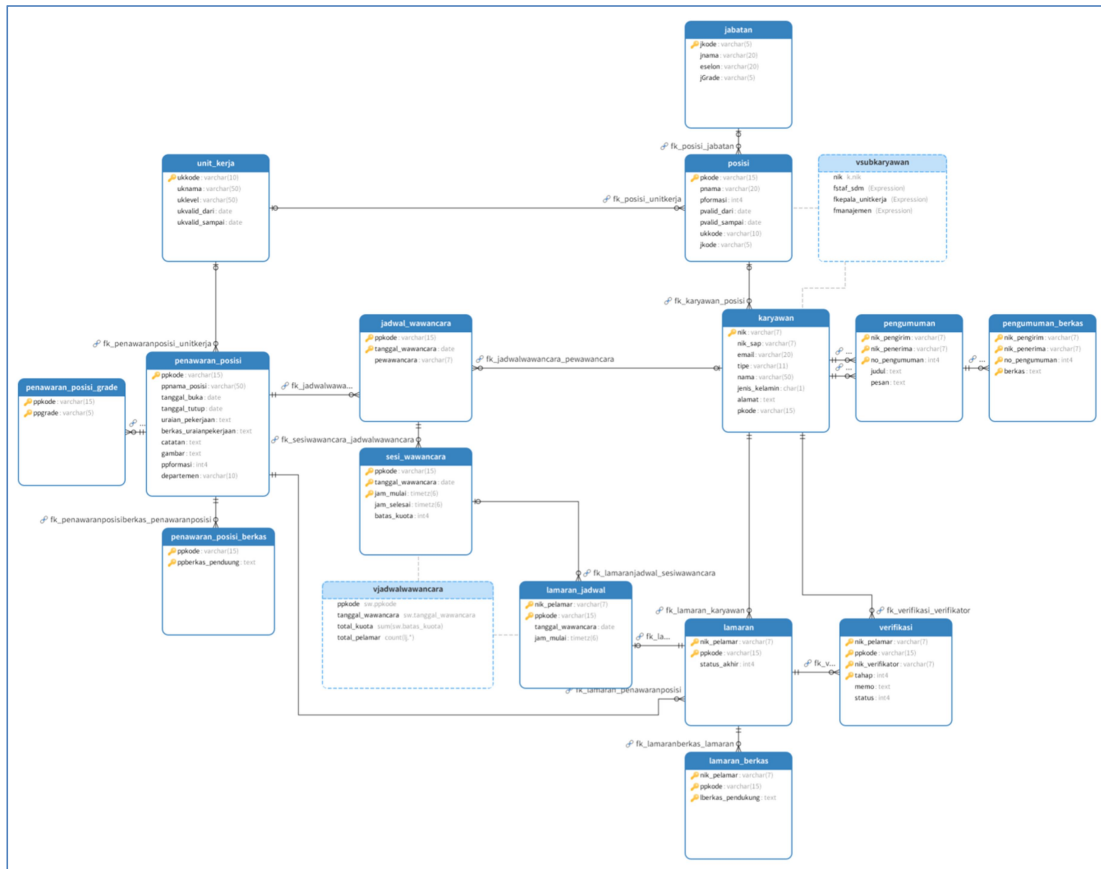 jabatan
jkode : varchar(5)
jnama : varchar(20)
eselon : varchar(20)
jGrade : varchar(5)
fk_posisi_jabatan
unit_kerja
ukkode : varchar(10)
uknama : varchar(50)
uklevel : varchar(50)
ukvalid_dari : date
ukvalid_sampai : date
fk_posisi_unitkerja
posisi
pkode : varchar(15)
pnama : varchar(20)
pformasi : int4
pvalid_dari : date
pvalid_sampai : date
ukkode : varchar(10)
jkode : varchar(5)
vsubkaryawan
nik k.nik
fstaf_sdm (Expression)
fkepala_unitkerja (Expression)
fmanajemen (Expression)
fk_karyawan_posisi
fk_penawaranposisi_unitkerja
jadwal_wawancara
ppkode : varchar(15)
tanggal_wawancara : date
pewawancara : varchar(7)
fk_jadwalwawancara_pewawancara
karyawan
nik : varchar(7)
nik_sap : varchar(7)
email : varchar(20)
tipe : varchar(11)
nama : varchar(50)
jenis_kelamin : char(1)
alamat : text
pkode : varchar(15)
...
...
pengumuman
nik_pengirim : varchar(7)
nik_penerima : varchar(7)
no_pengumuman : int4
judul : text
pesan : text
...
pengumuman_berkas
nik_pengirim : varchar(7)
nik_penerima : varchar(7)
no_pengumuman : int4
berkas : text
penawaran_posisi_grade
ppkode : varchar(15)
ppgrade : varchar(5)
...
penawaran_posisi
ppkode : varchar(15)
ppnama_posisi : varchar(50)
tanggal_buka : date
tanggal_tutup : date
uraian_pekerjaan : text
berkas_uraianpekerjaan : text
catatan : text
gambar : text
ppformasi : int4
departemen : varchar(10)
fk_jadwalwawa...
fk_sesiwawancara_jadwalwawancara
sesi_wawancara
ppkode : varchar(15)
tanggal_wawancara : date
jam_mulai : timetz(6)
jam_selesai : timetz(6)
batas_kuota : int4
fk_penawaranposisiberkas_penawaranposisi
penawaran_posisi_berkas
ppkode : varchar(15)
ppberkas_penduung : text
fk_lamaranjadwal_sesiwawancara
vjadwalwawancara
ppkode sw.ppkode
tanggal_wawancara sw.tanggal_wawancara
total_kuota sum(sw.batas_kuota)
total_pelamar count(lj.*)
lamaran_jadwal
nik_pelamar : varchar(7)
ppkode : varchar(15)
tanggal_wawancara : date
jam_mulai : timetz(6)
fk_la...
fk_lamaran_karyawan
fk_verifikasi_verifikator
lamaran
nik_pelamar : varchar(7)
ppkode : varchar(15)
status_akhir : int4
fk_v...
verifikasi
nik_pelamar : varchar(7)
ppkode : varchar(15)
nik_verifikator : varchar(7)
tahap : int4
memo : text
status : int4
fk_lamaran_penawaranposisi
fk_lamaranberkas_lamaran
lamaran_berkas
nik_pelamar : varchar(7)
ppkode : varchar(15)
lberkas_pendukung : text